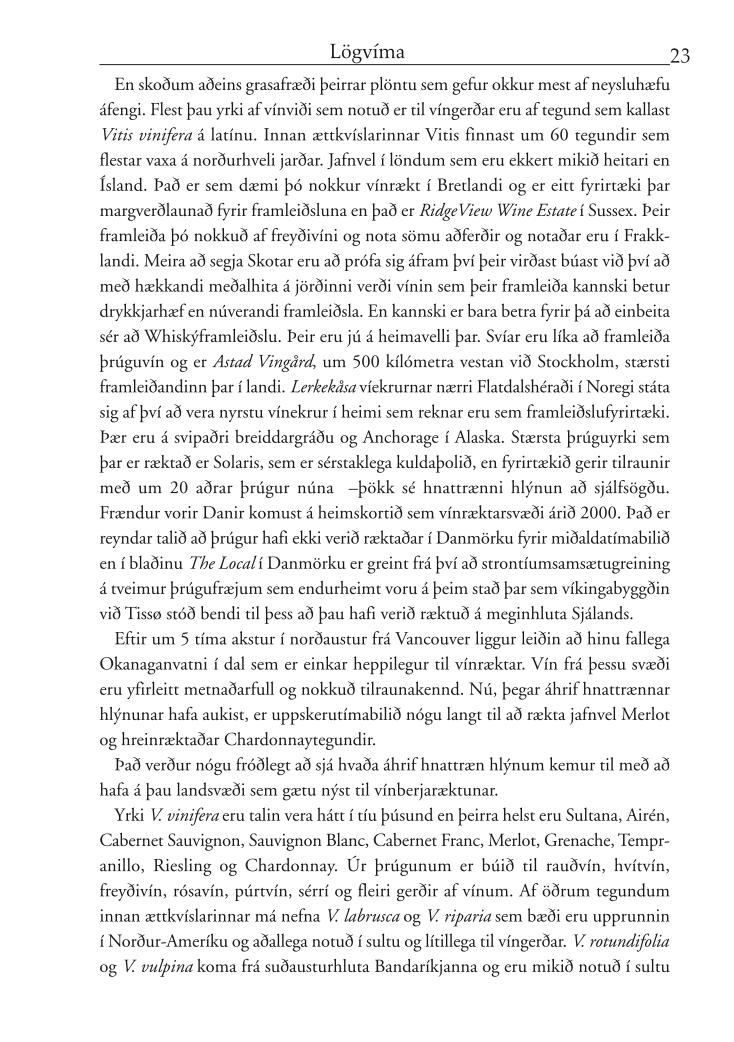 Lögvíma
23
En skoðum aðeins grasafræði þeirrar plöntu sem gefur okkur mest af neysluhæfu
áfengi. Flest þau yrki af vínviði sem notuð er til víngerðar eru af tegund sem kallast
Vitis vinifera á latínu. Innan ættkvíslarinnar Vitis finnast um 60 tegundir sem
flestar vaxa á norðurhveli jarðar. Jafnvel í löndum sem eru ekkert mikið heitari en
Ísland. Það er sem dæmi þó nokkur vínrækt í Bretlandi og er eitt fyrirtæki þar
margverðlaunað fyrir framleiðsluna en það er RidgeView Wine Estate í Sussex. Þeir
framleiða þó nokkuð af freyðivíni og nota sömu aðferðir og notaðar eru í Frakk-
landi. Meira að segja Skotar eru að prófa sig áfram því þeir virðast búast við því að
með hækkandi meðalhita á jörðinni verði vínin sem þeir framleiða kannski betur
drykkjarhæf en núverandi framleiðsla. En kannski er bara betra fyrir þá að einbeita
sér að Whiskýframleiðslu. Þeir eru jú á heimavelli þar. Svíar eru líka að framleiða
þrúguvín og er Astad Vingård, um 500 kílómetra vestan við Stockholm, stærsti
framleiðandinn þar í landi. Lerkekåsa víekrurnar nærri Flatdalshéraði í Noregi státa
sig af því að vera nyrstu vínekrur í heimi sem reknar eru sem framleiðslufyrirtæki.
Þær eru á svipaðri breiddargráðu og Anchorage í Alaska. Stærsta þrúguyrki sem
þar er ræktað er Solaris, sem er sérstaklega kuldaþolið, en fyrirtækið gerir tilraunir
með um 20 aðrar þrúgur núna –þökk sé hnattrænni hlýnun að sjálfsögðu.
Frændur vorir Danir komust á heimskortið sem vínræktarsvæði árið 2000. Það er
reyndar talið að þrúgur hafi ekki verið ræktaðar í Danmörku fyrir miðaldatímabilið
en í blaðinu The Local í Danmörku er greint frá því að strontíumsamsætugreining
á tveimur þrúgufræjum sem endurheimt voru á þeim stað þar sem víkingabyggðin
við Tissø stóð bendi til þess að þau hafi verið ræktuð á meginhluta Sjálands.
Eftir um 5 tíma akstur í norðaustur frá Vancouver liggur leiðin að hinu fallega
Okanaganvatni í dal sem er einkar heppilegur til vínræktar. Vín frá þessu svæði
eru yfirleitt metnaðarfull og nokkuð tilraunakennd. Nú, þegar áhrif hnattrænnar
hlýnunar hafa aukist, er uppskerutímabilið nógu langt til að rækta jafnvel Merlot
og hreinræktaðar Chardonnaytegundir.
Það verður nógu fróðlegt að sjá hvaða áhrif hnattræn hlýnum kemur til með að
hafa á þau landsvæði sem gætu nýst til vínberjaræktunar.
Yrki V. vinifera eru talin vera hátt í tíu þúsund en þeirra helst eru Sultana, Airén,
Cabernet Sauvignon, Sauvignon Blanc, Cabernet Franc, Merlot, Grenache, Tempr-
anillo, Riesling og Chardonnay. Úr þrúgunum er búið til rauðvín, hvítvín,
freyðivín, rósavín, púrtvín, sérrí og fleiri gerðir af vínum. Af öðrum tegundum
innan ættkvíslarinnar má nefna V. labrusca og V. riparia sem bæði eru upprunnin
í Norður-Ameríku og aðallega notuð í sultu og lítillega til víngerðar. V. rotundifolia
og V. vulpina koma frá suðausturhluta Bandaríkjanna og eru mikið notuð í sultu